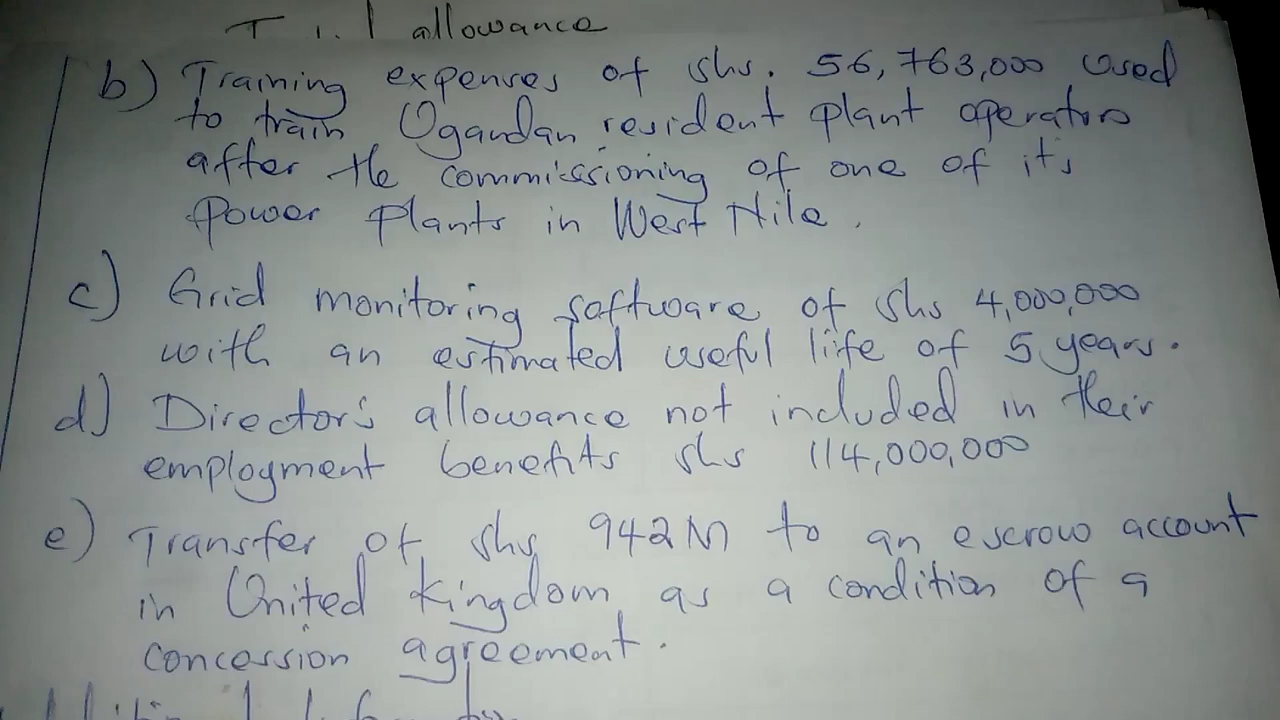 allowance
b) Training expenses of shs. 56,763,000 used
to train Ugandan resident plant operators
after the commissioning of one of its
power plants in West Nile.
c) Grid monitoring software of shs 4,000,000
with an estimated useful life of 5 years.
d) Director's allowance not included in their
employment benefits shs 114,000,000
e) Transfer of shs 942M to an escrow account
in United Kingdom as a condition of a
concession agreement.